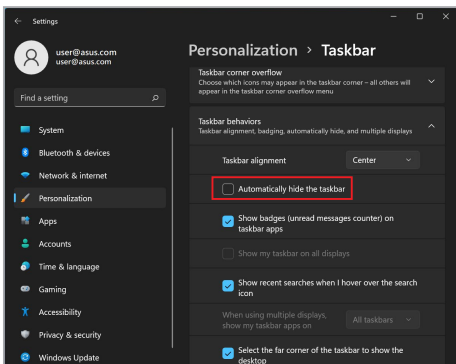 Settings
user@asus.com
user@asus.com
Find a setting
System
Bluetooth & devices
Network & internet
Personalization
Apps
Accounts
Time & language
Gaming
Accessibility
Privacy & security
Windows Update
Personalization > Taskbar
Taskbar corner overflow
Choose which icons may appear in the taskbar corner – all others will
appear in the taskbar corner overflow menu
Taskbar behaviors
Taskbar alignment, badging, automatically hide, and multiple displays
Taskbar alignment
Center
Automatically hide the taskbar
Show badges (unread messages counter) on
taskbar apps
Show my taskbar on all displays
Show recent searches when I hover over the search
icon
When using multiple displays,
show my taskbar apps on
All taskbars
Select the far corner of the taskbar to show the
desktop